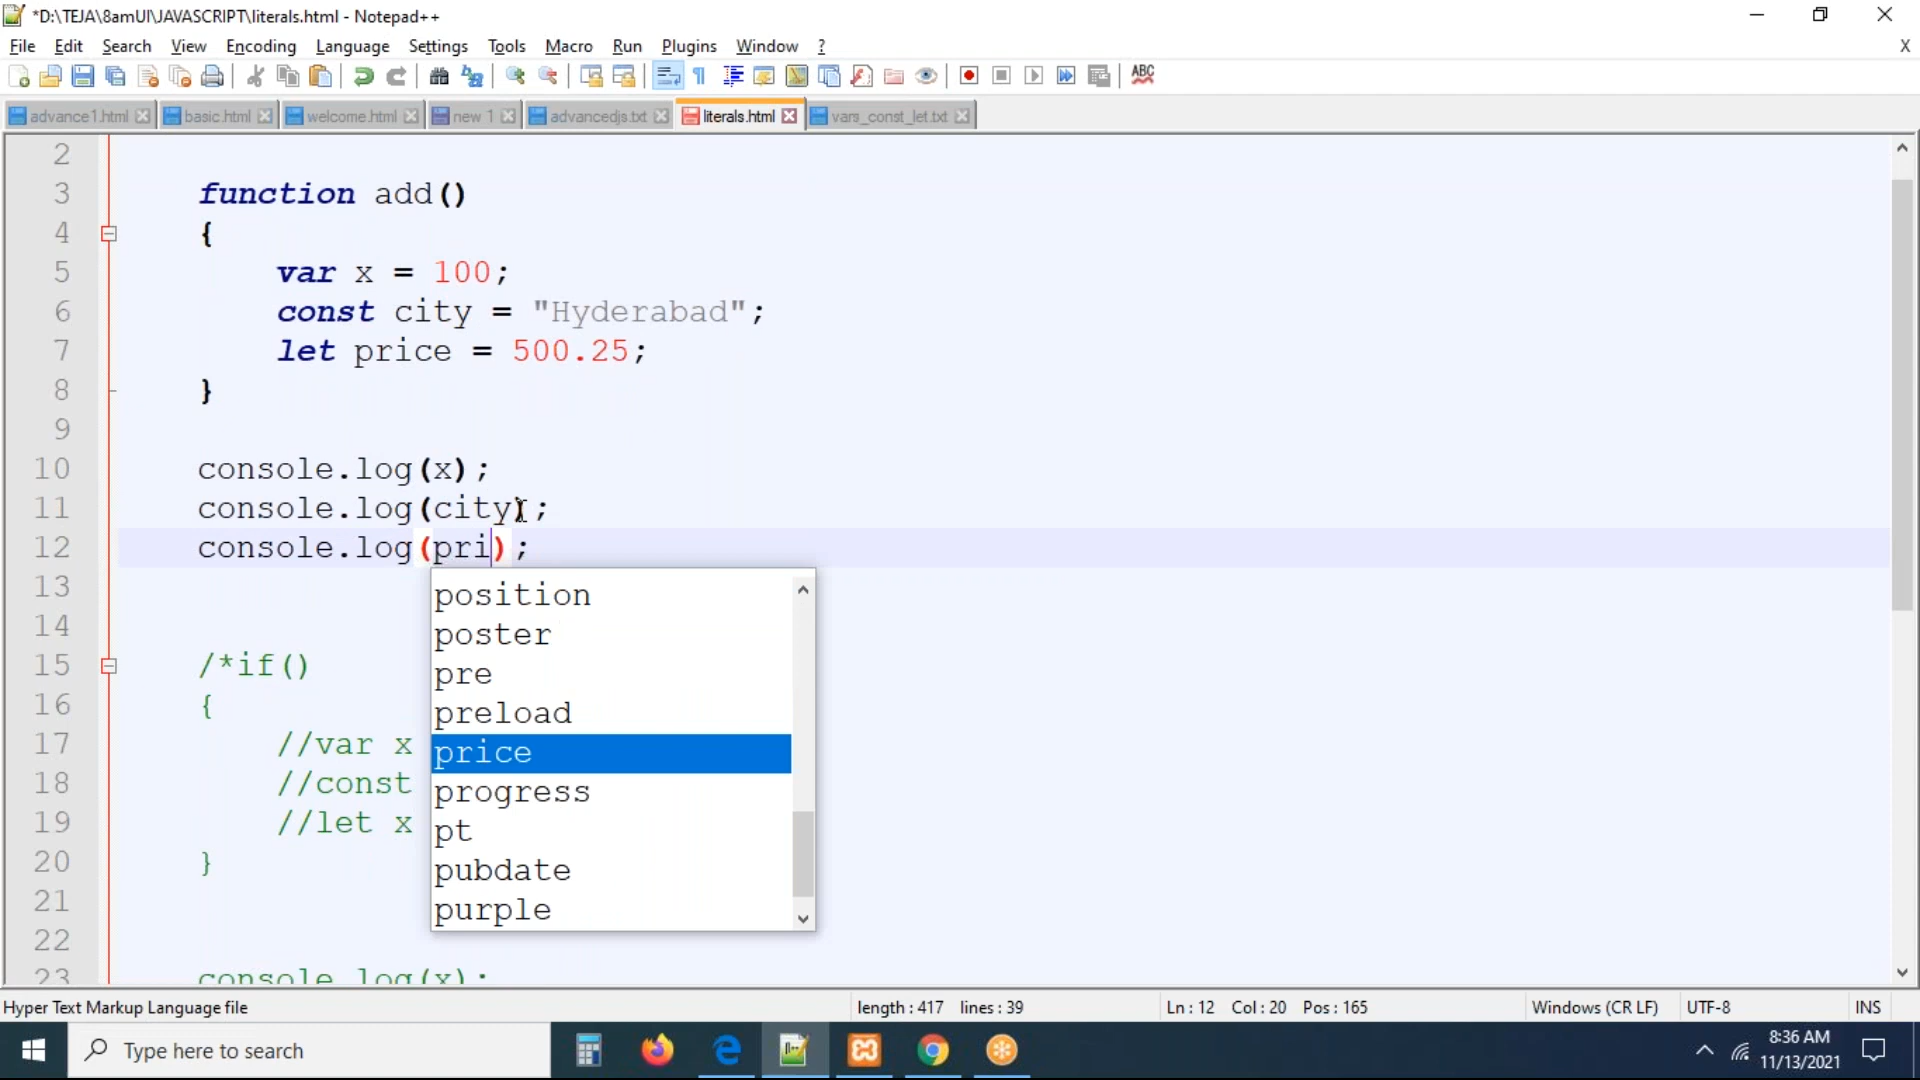 *D:\TEJA\8amUI\JAVASCRIPT\literals.html - Notepad++
File Edit Search View Encoding Language Settings Tools Macro Run Plugins Window ? X
ABC
advance1.html basic.html welcome.html new 1 advancedjs.txt literals.html vars_const_let.txt
2
3 function add()
4 {
5 var x = 100;
6 const city = "Hyderabad";
7 let price = 500.25;
8 }
9
10 console.log(x);
11 console.log(city);
12 console.log(pri);
13
14
15 /*if()
16 {
17 //var x
18 //const
19 //let x
20 }
21
22
23 console.log(x);
position
poster
pre
preload
price
progress
pt
pubdate
purple
Hyper Text Markup Language file length : 417 lines : 39 Ln : 12 Col : 20 Pos : 165 Windows (CR LF) UTF-8 INS
Type here to search
8:36 AM
11/13/2021